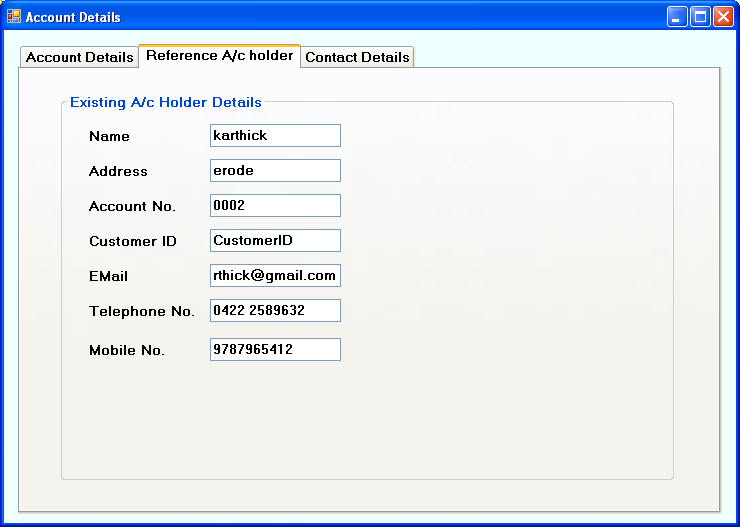 Account Details
Account Details Reference A/c holder Contact Details
Existing A/c Holder Details
Name karthick
Address erode
Account No. 0002
Customer ID CustomerID
EMail rthick@gmail.com
Telephone No. 0422 2589632
Mobile No. 9787965412